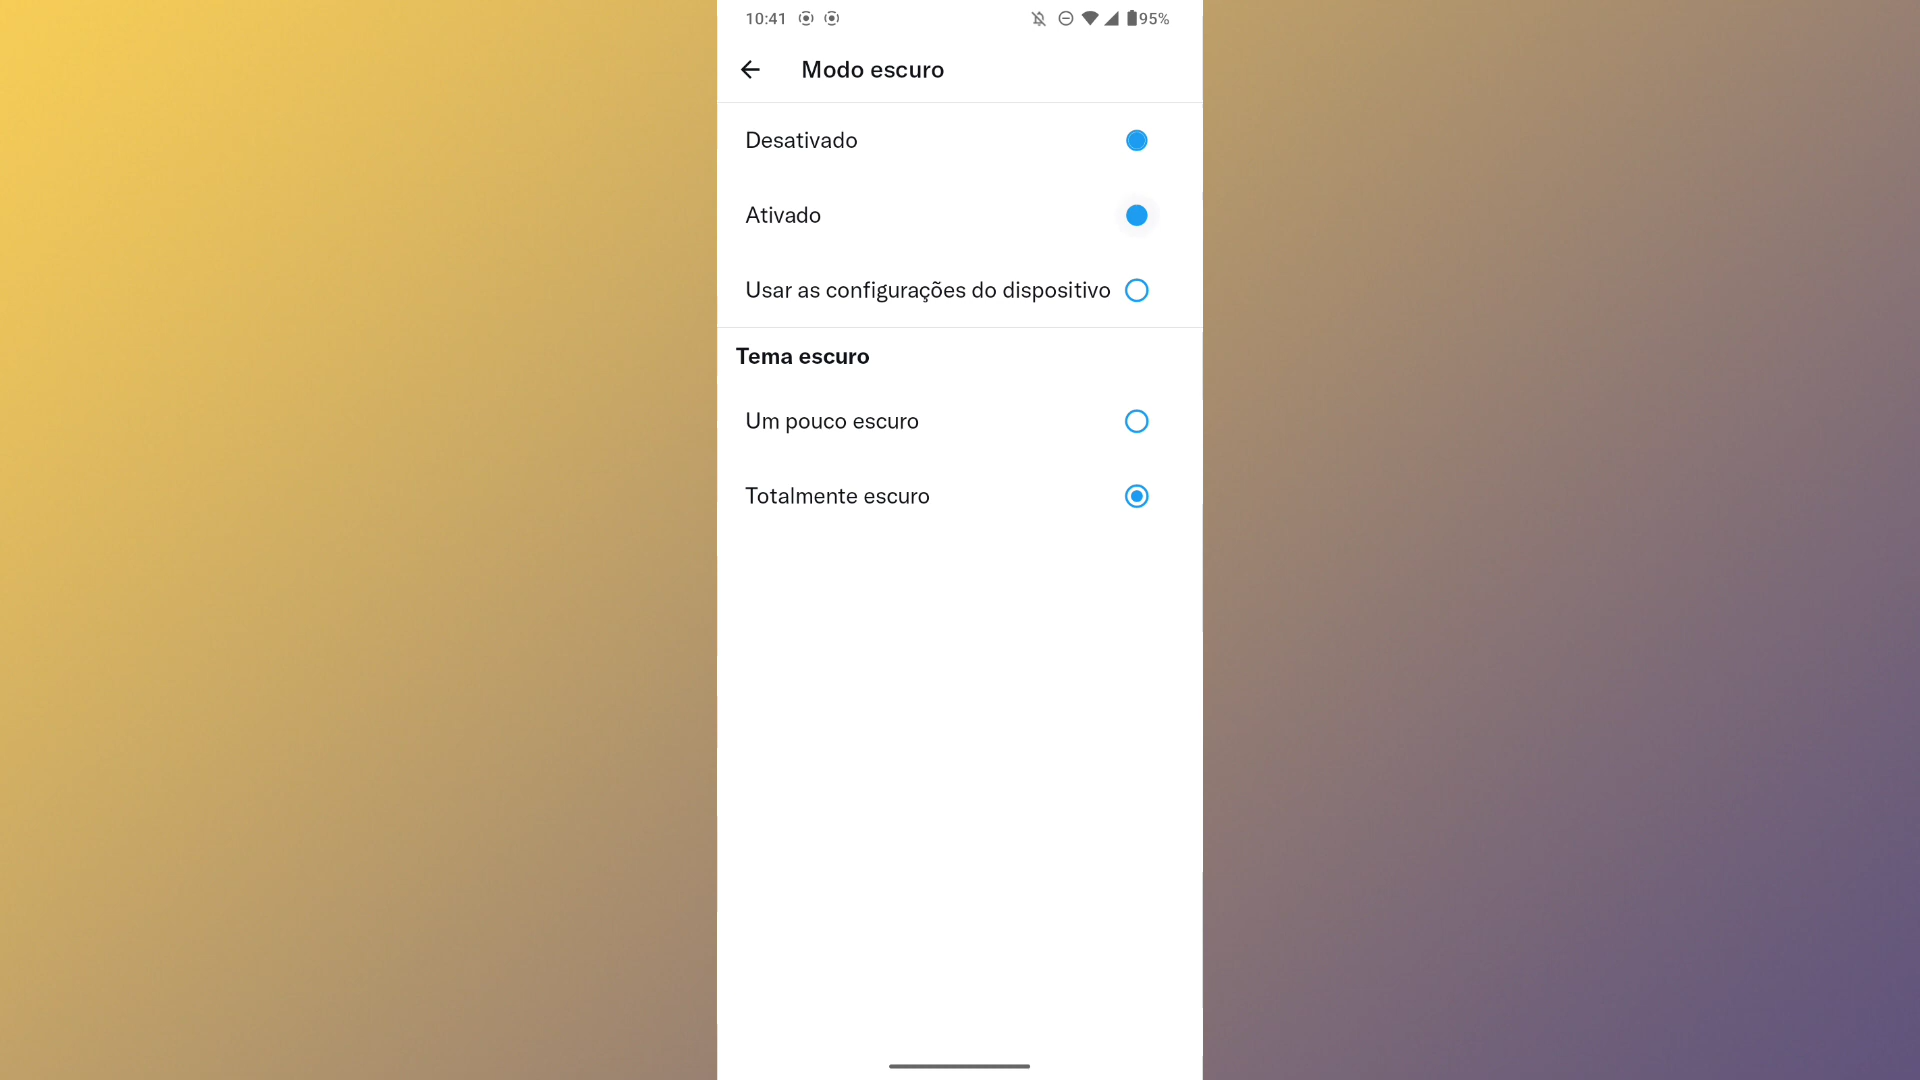 10:41 95%
Modo escuro
Desativado
Ativado
Usar as configurações do dispositivo
Tema escuro
Um pouco escuro
Totalmente escuro